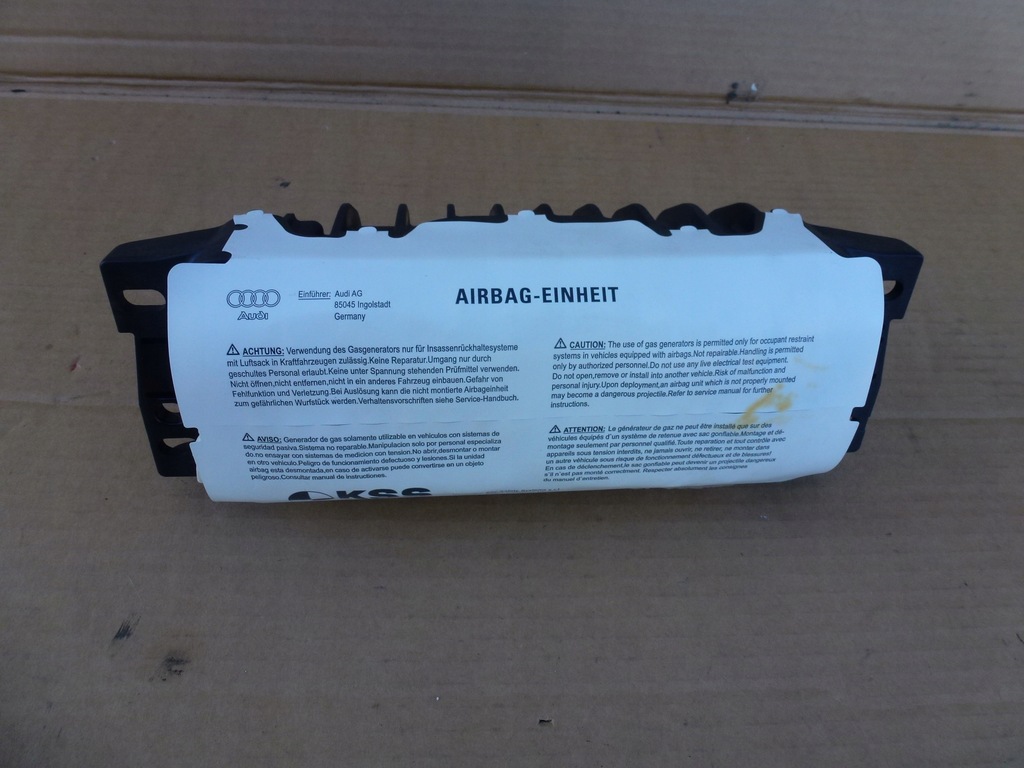 Audi
Einführer: Audi AG
85045 Ingolstadt
Germany
AIRBAG-EINHEIT
ACHTUNG: Verwendung des Gasgenerators nur für Insassenrückhaltesysteme
mit Luftsack in Kraftfahrzeugen zulässig.Keine Reparatur.Umgang nur durch
geschultes Personal erlaubt.Keine unter Spannung stehenden Prüfmittel verwenden.
Nicht öffnen,nicht entfernen,nicht in ein anderes Fahrzeug einbauen.Gefahr von
Fehlfunktion und Verletzung.Bei Auslösung kann die nicht montierte Airbageinheit
zum gefährlichen Wurfstück werden.Verhaltensvorschriften siehe Service-Handbuch.
CAUTION: The use of gas generators is permitted only for occupant restraint
systems in vehicles equipped with airbags.Not repairable.Handling is permitted
only by authorized personnel.Do not use any live electrical test equipment.
Do not open,remove or install into another vehicle.Risk of malfunction and
personal injury.Upon deployment,an airbag unit which is not properly mounted
may become a dangerous projectile.Refer to service manual for further
instructions.
AVISO: Generador de gas solamente utilizable en vehiculos con sistemas de
seguridad pasiva.Sistema no reparable.Manipulacion solo por personal especializa
do.no ensayar con sistemas de medicion con tension.No abrir,desmontar o montar
en otro vehiculo.Peligro de funcionamiento defectuoso y lesiones.Si la unidad
airbag esta desmontada,en caso de activarse puede convertirse en un objeto
peligroso.Consultar manual de instrucciones.
ATTENTION: Le générateur de gaz ne peut être installé que sur des
véhicules équipés d'un système de retenue avec sac gonflable.Montage et dé-
montage seulement par personnel qualifié. Toute réparation et tout contrôle avec
appareils sous tension interdits, ne jamais ouvrir, ne retirer, ne monter dans
un autre véhicule sous risque de fonctionnement défectueux et de blessures!
En cas de déclenchement,le sac gonflable peut devenir un projectile dangereux
s'il n'est pas monté correctement. Respecter absolument les consignes
du manuel d'entretien.
KSS